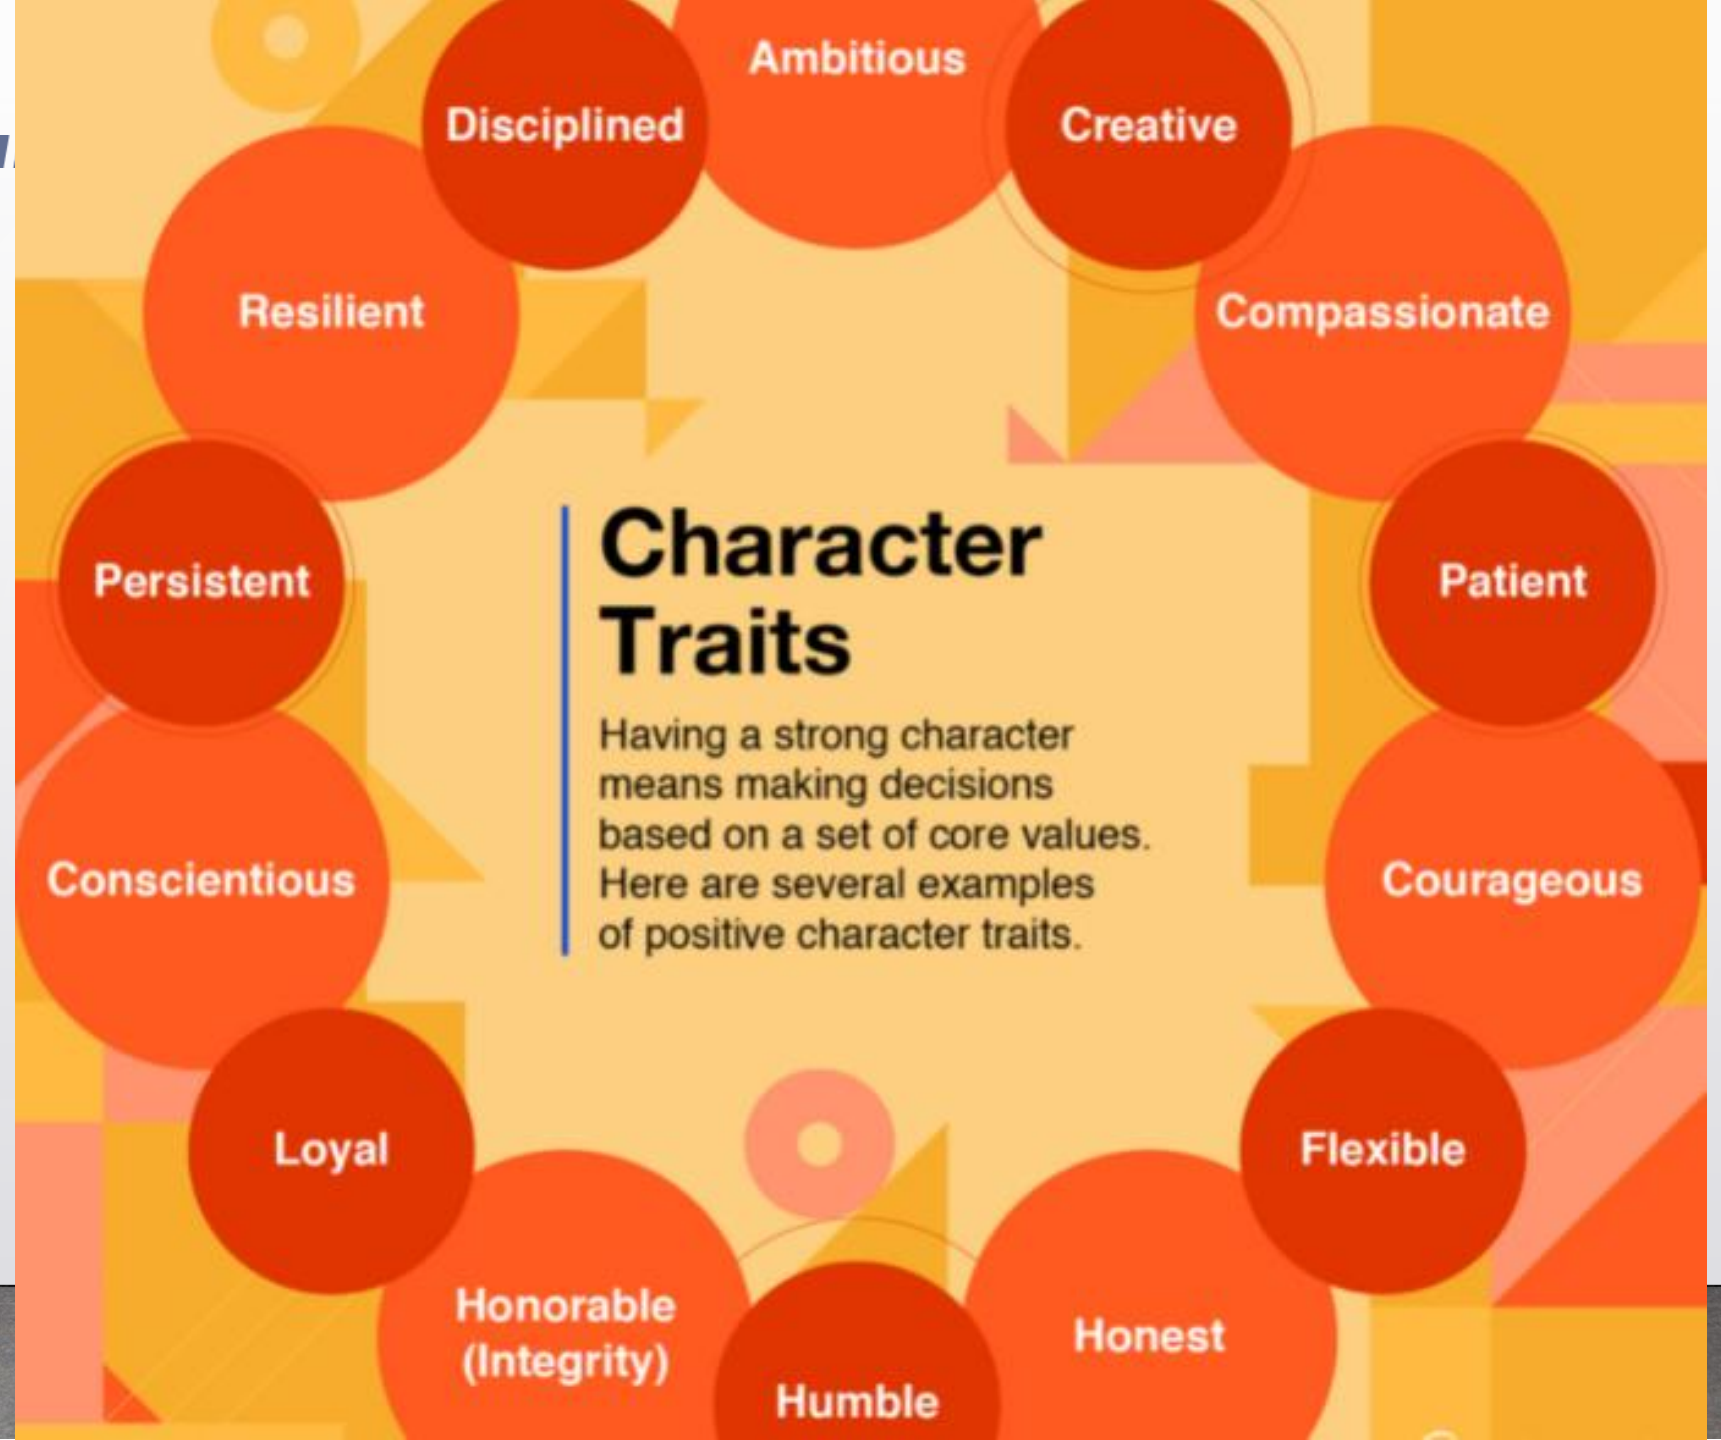 Ambitious
Disciplined
Creative
Resilient
Compassionate
Character
Traits
Persistent
Patient
Having a strong character
means making decisions
based on a set of core values.
Here are several examples
of positive character traits.
Conscientious
Courageous
Loyal
Flexible
Honorable
(Integrity)
Honest
Humble